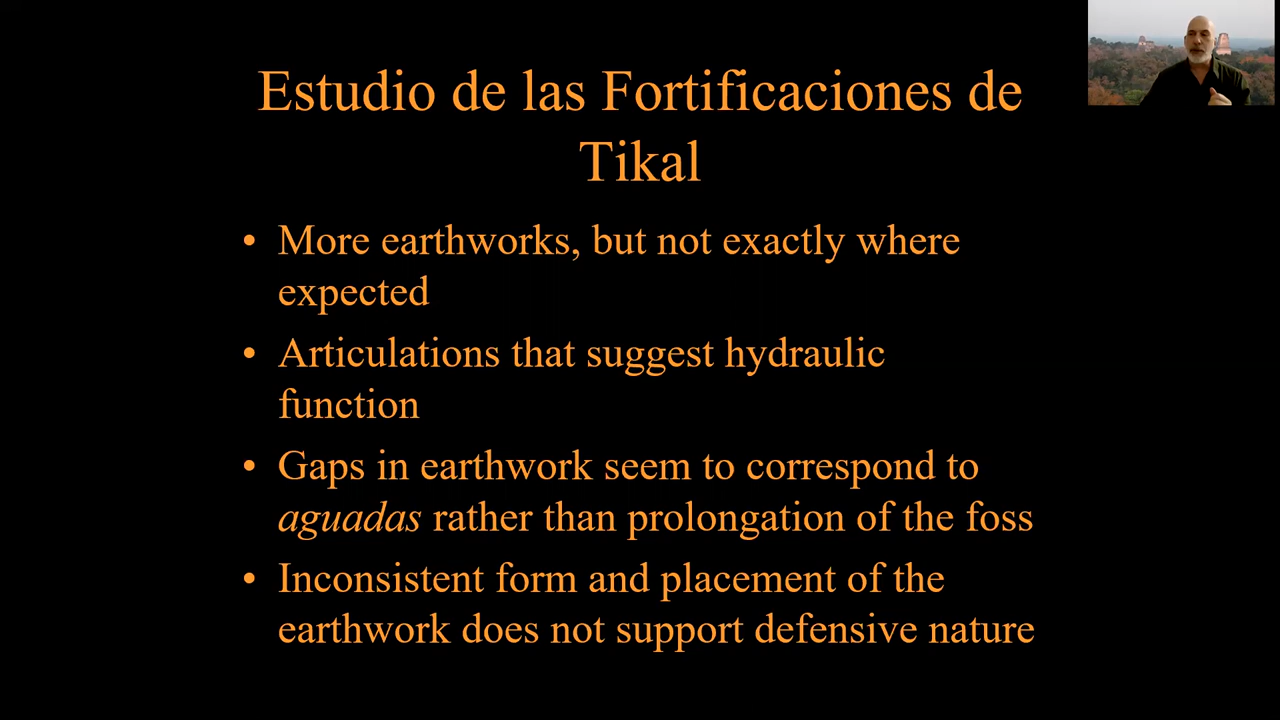 Estudio de las Fortificaciones de
Tikal
• More earthworks, but not exactly where
expected
• Articulations that suggest hydraulic
function
• Gaps in earthwork seem to correspond to
aguadas rather than prolongation of the foss
• Inconsistent form and placement of the
earthwork does not support defensive nature